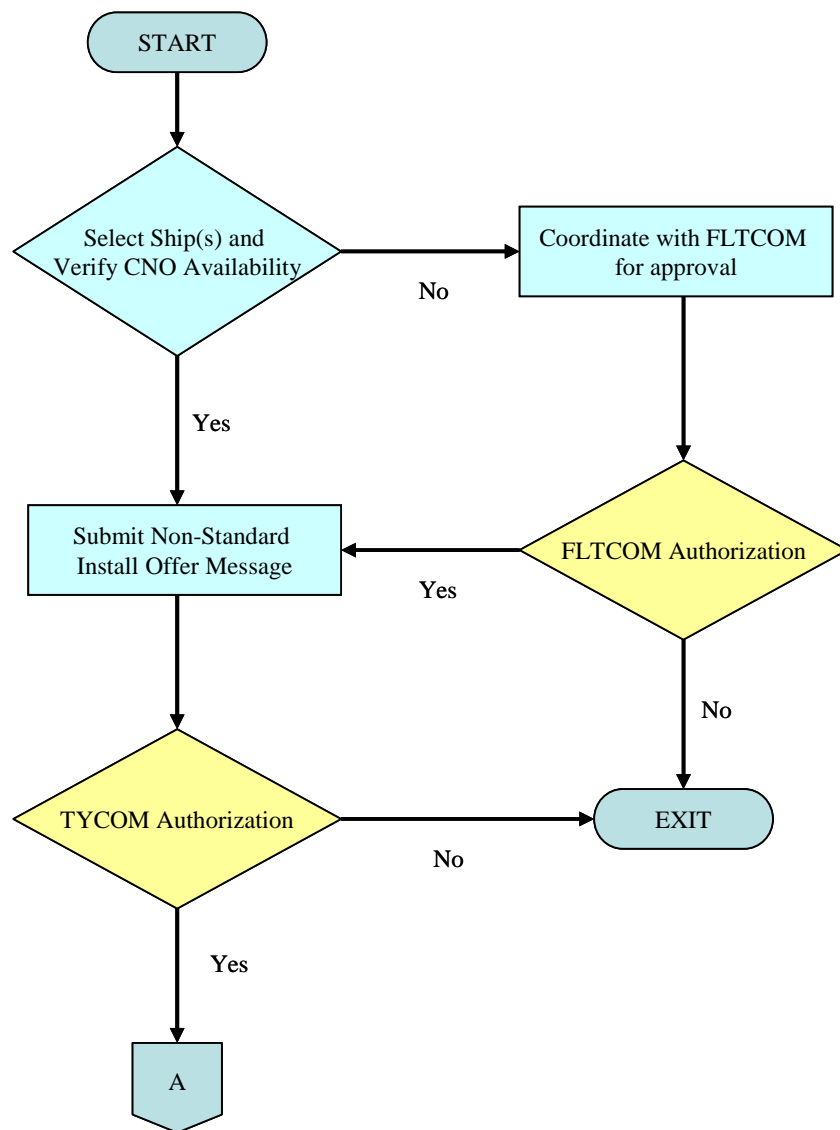 START
Select Ship(s) and
Verify CNO Availability
No
Coordinate with FLTCOM
for approval
Yes
Submit Non-Standard
Install Offer Message
Yes
FLTCOM Authorization
No
TYCOM Authorization
No
EXIT
Yes
A